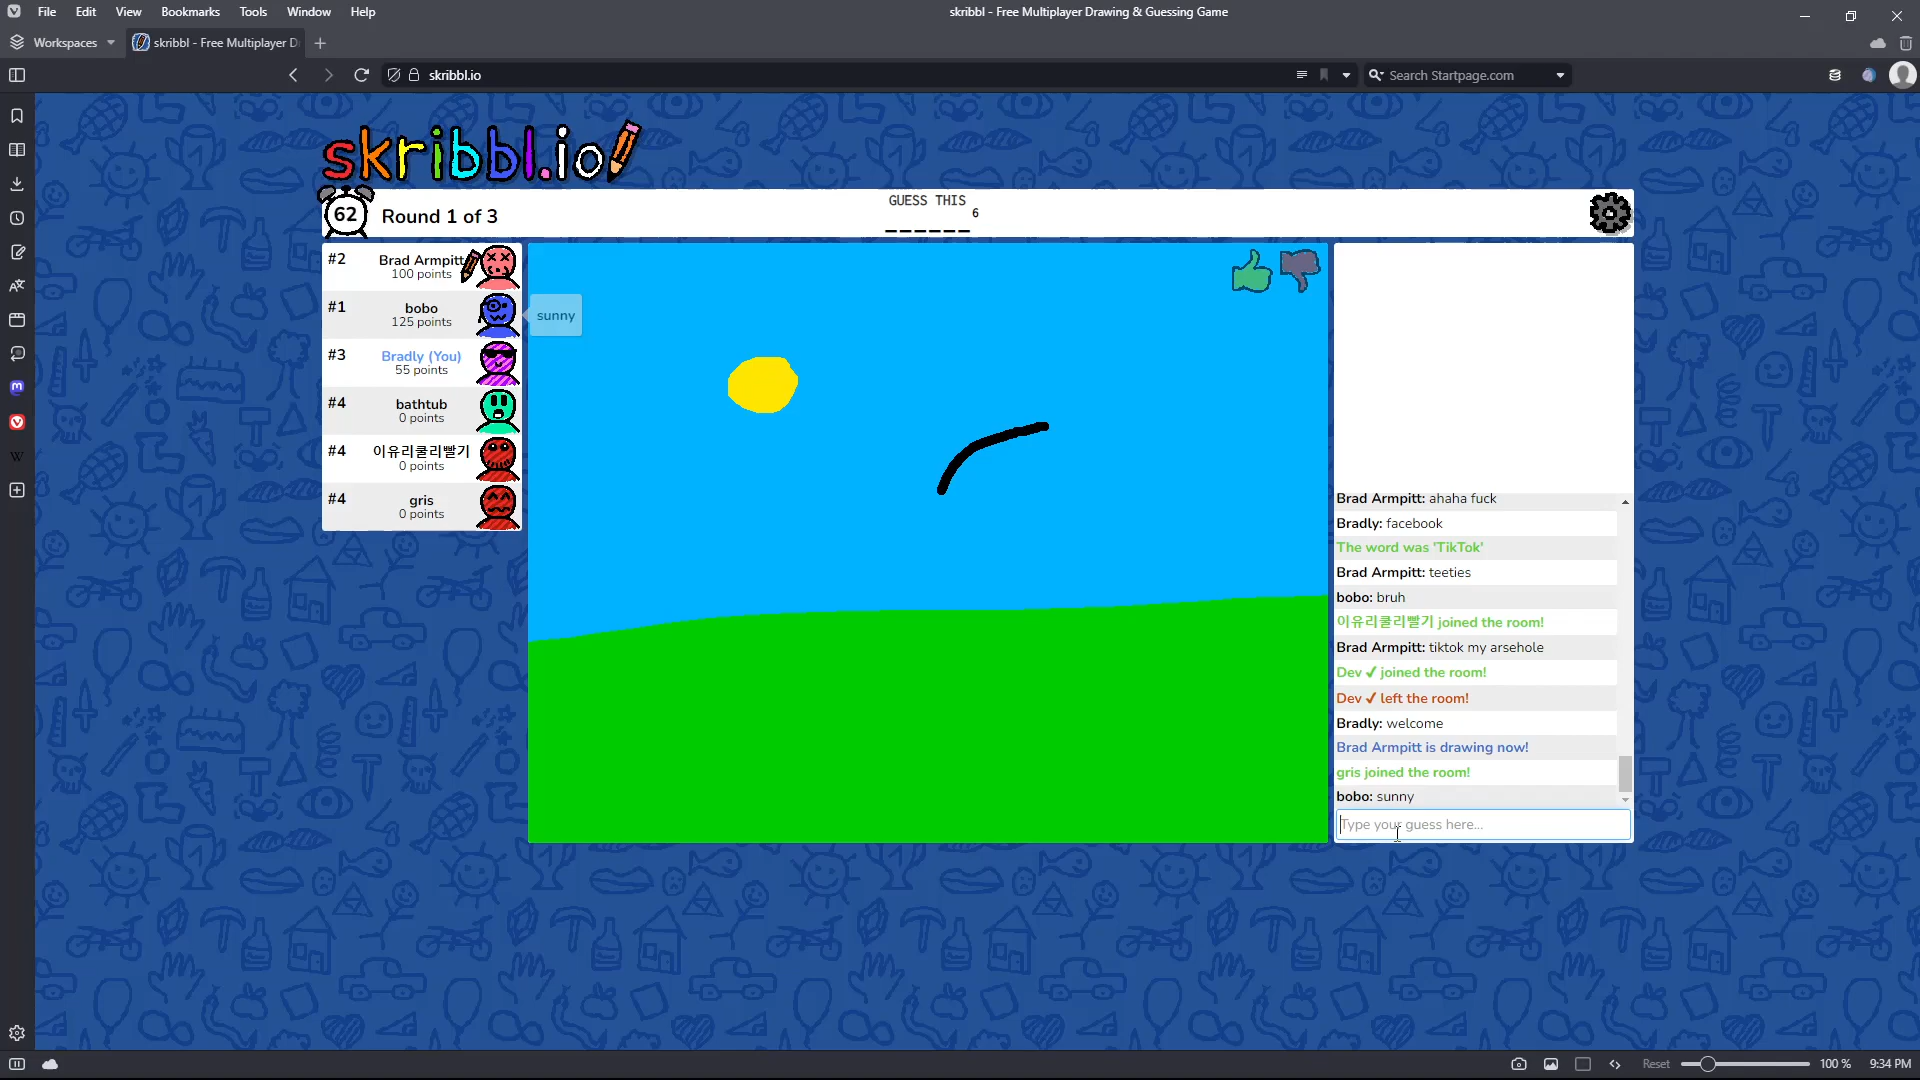 File Edit View Bookmarks Tools Window Help
skribbl - Free Multiplayer Drawing & Guessing Game
Workspaces
skribbl - Free Multiplayer D
skribbl.io
Search Startpage.com
skribbl.io
62
Round 1 of 3
GUESS THIS
______ 6
#2 Brad Armpitt
100 points
#1 bobo
125 points
sunny
#3 Bradly (You)
55 points
#4 bathtub
0 points
#4 이유리쿨리빨기
0 points
#4 gris
0 points
Brad Armpitt: ahaha fuck
Bradly: facebook
The word was 'TikTok'
Brad Armpitt: teeties
bobo: bruh
이유리쿨리빨기 joined the room!
Brad Armpitt: tiktok my arsehole
Dev ✓ joined the room!
Dev ✓ left the room!
Bradly: welcome
Brad Armpitt is drawing now!
gris joined the room!
bobo: sunny
Type your guess here...
Reset
100 %
9:34 PM